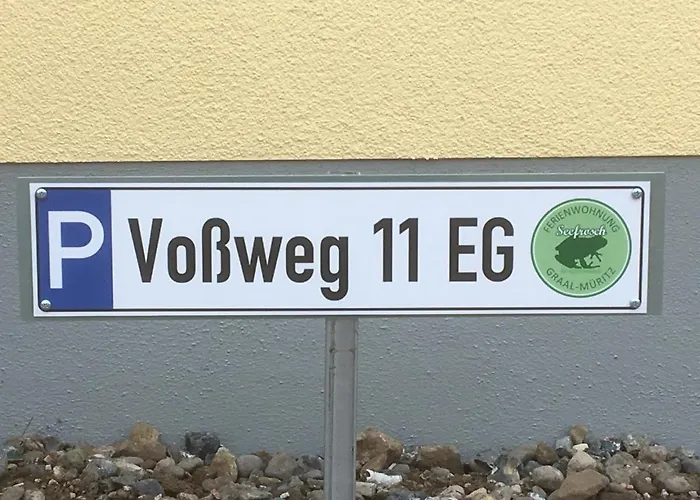 P Voßweg 11 EG
FERIENWOHNUNG
Seefrosch
GRAAL-MÜRITZ